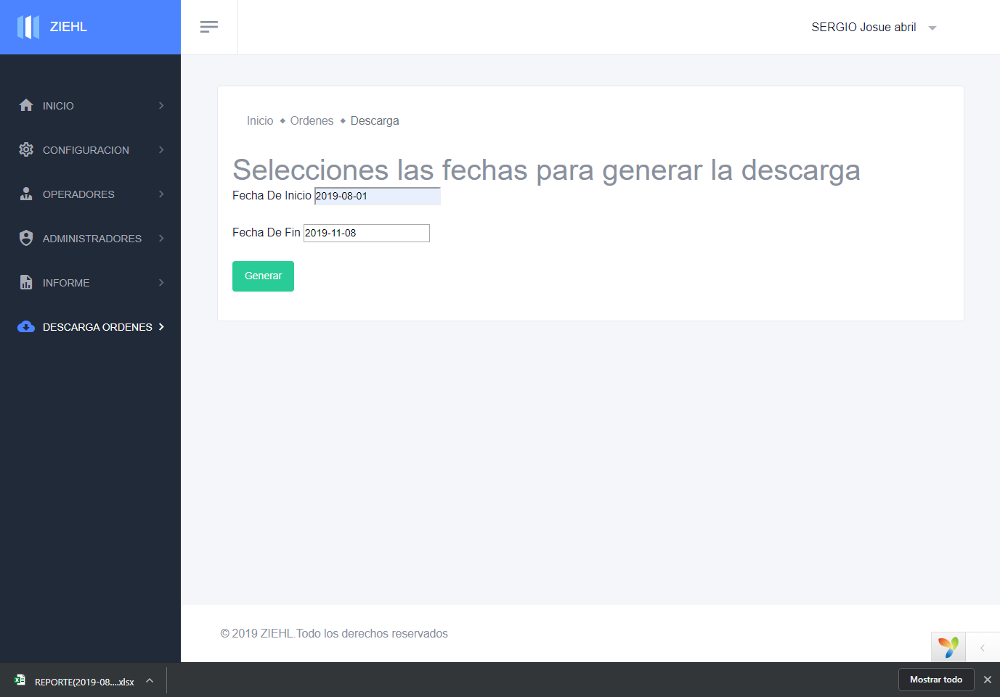 ZIEHL
SERGIO Josue abril
INICIO
CONFIGURACION
OPERADORES
ADMINISTRADORES
INFORME
DESCARGA ORDENES
Inicio ◆ Ordenes ◆ Descarga
Selecciones las fechas para generar la descarga
Fecha De Inicio 2019-08-01
Fecha De Fin 2019-11-08
Generar
© 2019 ZIEHL.Todo los derechos reservados
REPORTE(2019-08....xlsx
Mostrar todo